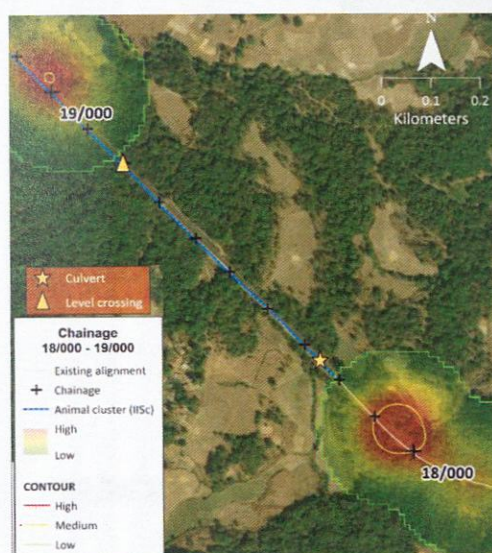 N
0 0.1 0.2
Kilometers
19/000
Culvert
Level crossing
Chainage
18/000 - 19/000
Existing alignment
Chainage
Animal cluster (IISc)
High
Low
CONTOUR
High
Medium
Low
18/000